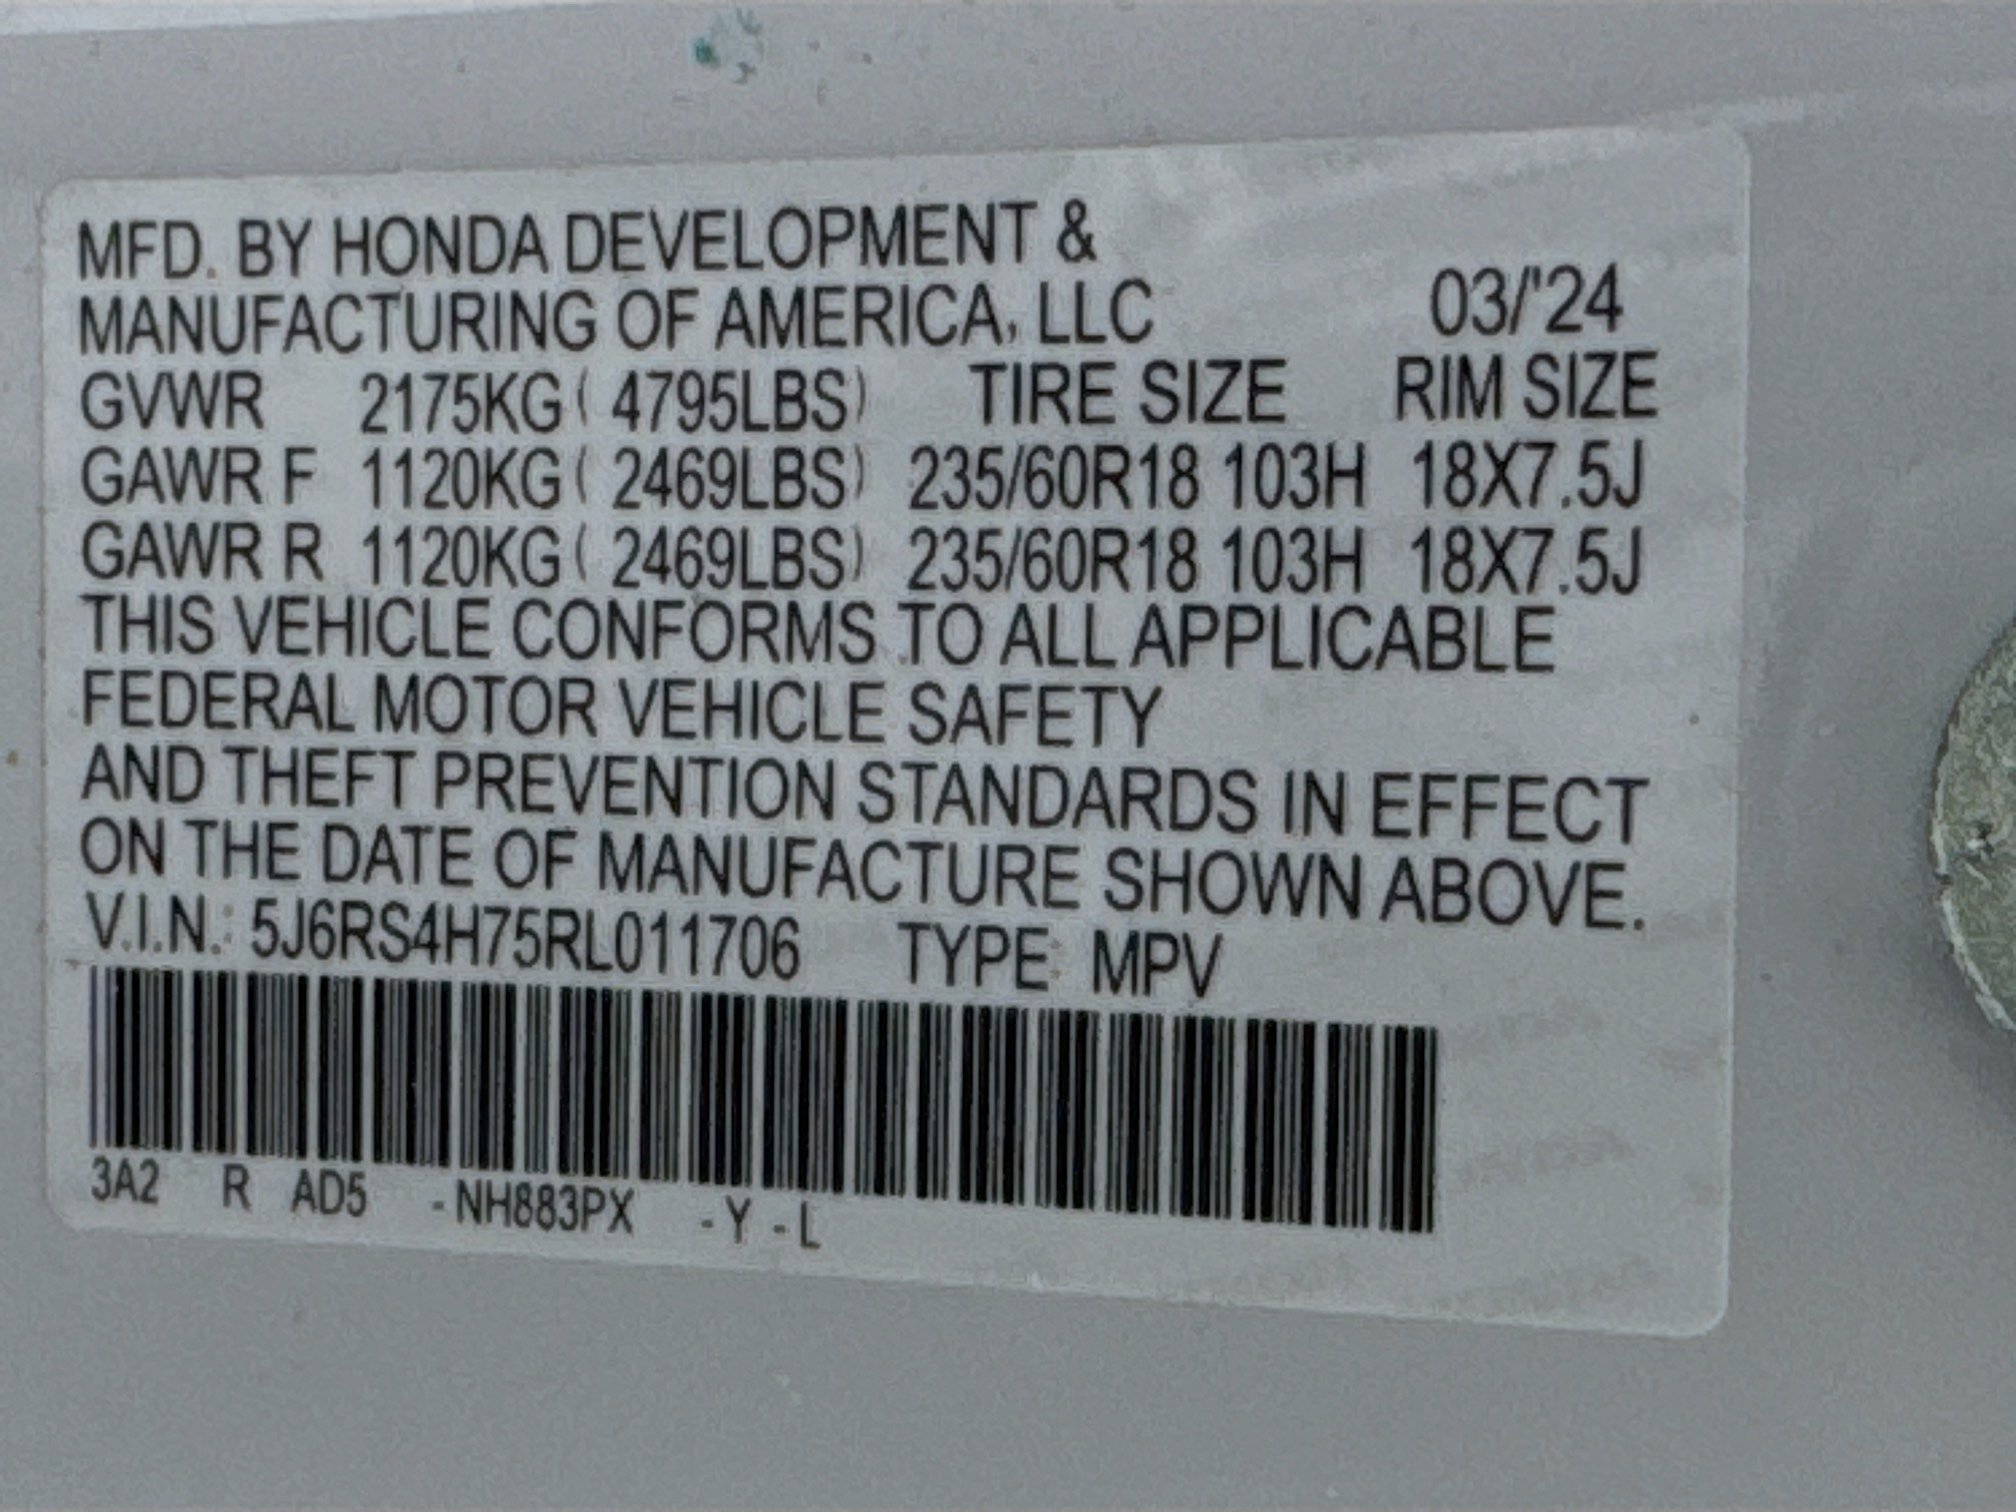 MFD. BY HONDA DEVELOPMENT &
MANUFACTURING OF AMERICA, LLC 03/'24
GVWR 2175KG ( 4795LBS) TIRE SIZE RIM SIZE
GAWR F 1120KG ( 2469LBS) 235/60R18 103H 18X7.5J
GAWR R 1120KG ( 2469LBS) 235/60R18 103H 18X7.5J
THIS VEHICLE CONFORMS TO ALL APPLICABLE
FEDERAL MOTOR VEHICLE SAFETY
AND THEFT PREVENTION STANDARDS IN EFFECT
ON THE DATE OF MANUFACTURE SHOWN ABOVE.
V.I.N.: 5J6RS4H75RL011706 TYPE: MPV
3A2 R AD5 -NH883PX -Y -L